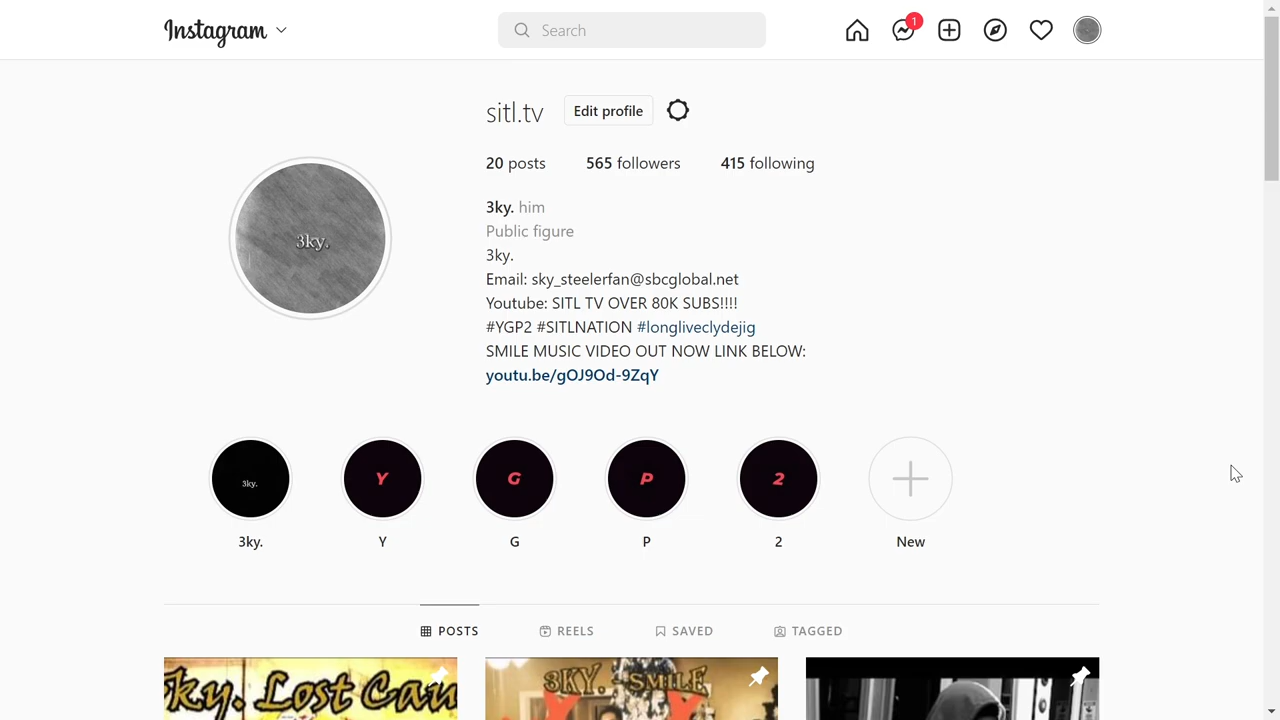 Instagram
Search
1
sitl.tv Edit profile
20 posts 565 followers 415 following
3ky.
3ky. him
Public figure
3ky.
Email: sky_steelerfan@sbcglobal.net
Youtube: SITL TV OVER 80K SUBS!!!!
#YGP2 #SITLNATION #longliveclydejig
SMILE MUSIC VIDEO OUT NOW LINK BELOW:
youtu.be/gOJ9Od-9ZqY
3ky. Y G P 2
3ky. Y G P 2 New
POSTS REELS SAVED TAGGED
ky. Lost
3KY. - SMILE